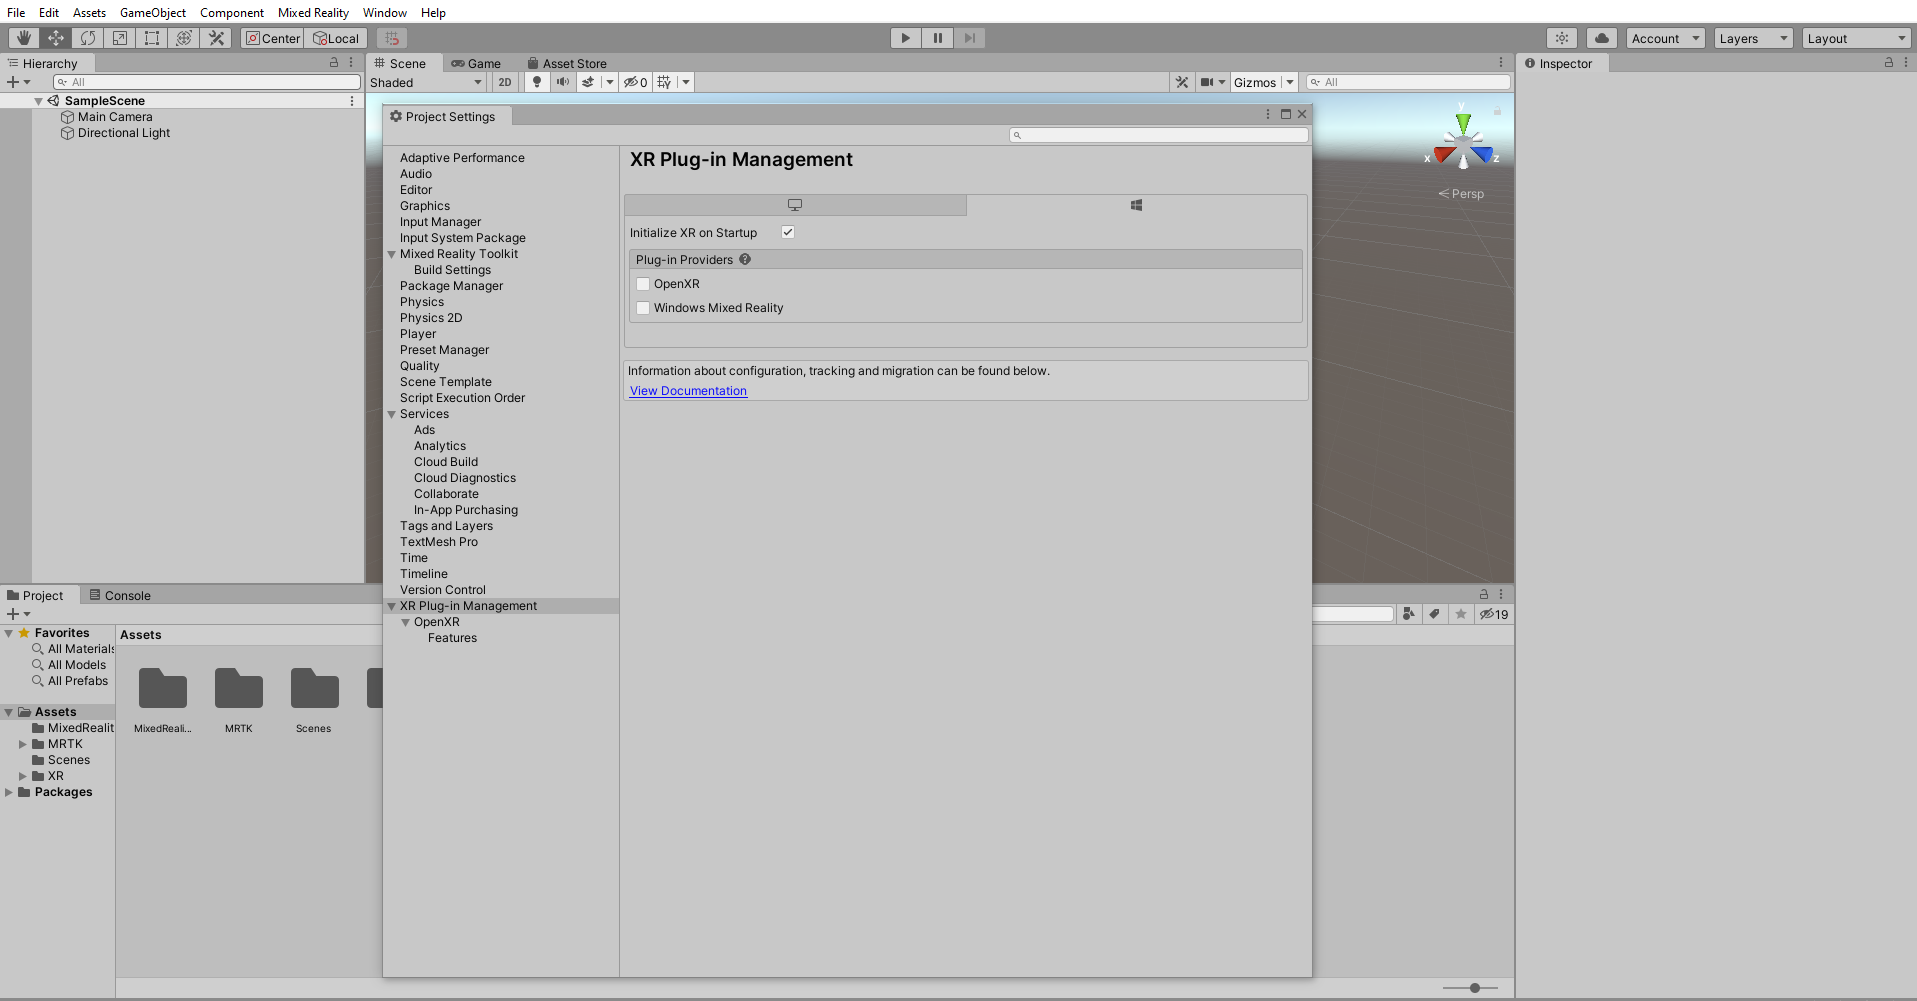 File Edit Assets GameObject Component Mixed Reality Window Help
Center Local Account Layers Layout
Hierarchy
All
SampleScene
Main Camera
Directional Light
Scene Game Asset Store
Shaded 2D 0 Gizmos All
y
x z
Persp
Inspector
Project Settings
Adaptive Performance
Audio
Editor
Graphics
Input Manager
Input System Package
Mixed Reality Toolkit
Build Settings
Package Manager
Physics
Physics 2D
Player
Preset Manager
Quality
Scene Template
Script Execution Order
Services
Ads
Analytics
Cloud Build
Cloud Diagnostics
Collaborate
In-App Purchasing
Tags and Layers
TextMesh Pro
Time
Timeline
Version Control
XR Plug-in Management
OpenXR
Features
XR Plug-in Management
Initialize XR on Startup
Plug-in Providers
OpenXR
Windows Mixed Reality
Information about configuration, tracking and migration can be found below.
View Documentation
Project Console
19
Favorites
All Materials
All Models
All Prefabs
Assets
MixedRealit
MRTK
Scenes
XR
Packages
Assets
MixedReali... MRTK Scenes